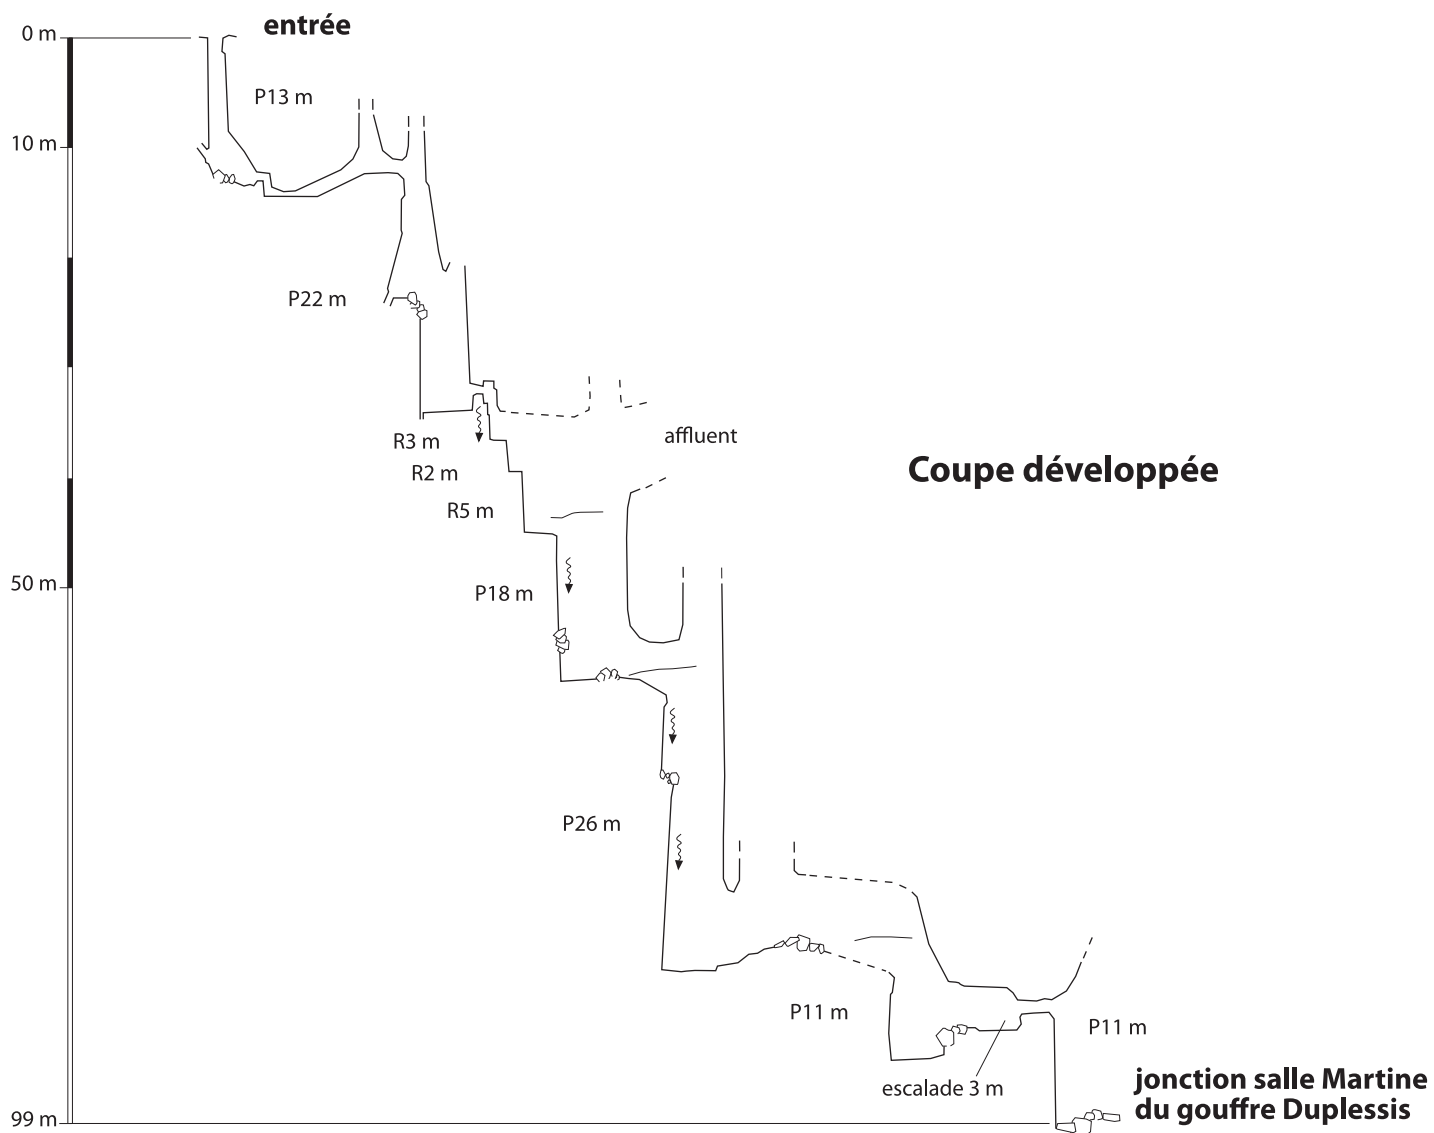 0 m
entrée
P13 m
10 m
P22 m
R3 m
affluent
R2 m
Coupe développée
R5 m
50 m
P18 m
P26 m
P11 m
P11 m
escalade 3 m
jonction salle Martine
du gouffre Duplessis
99 m